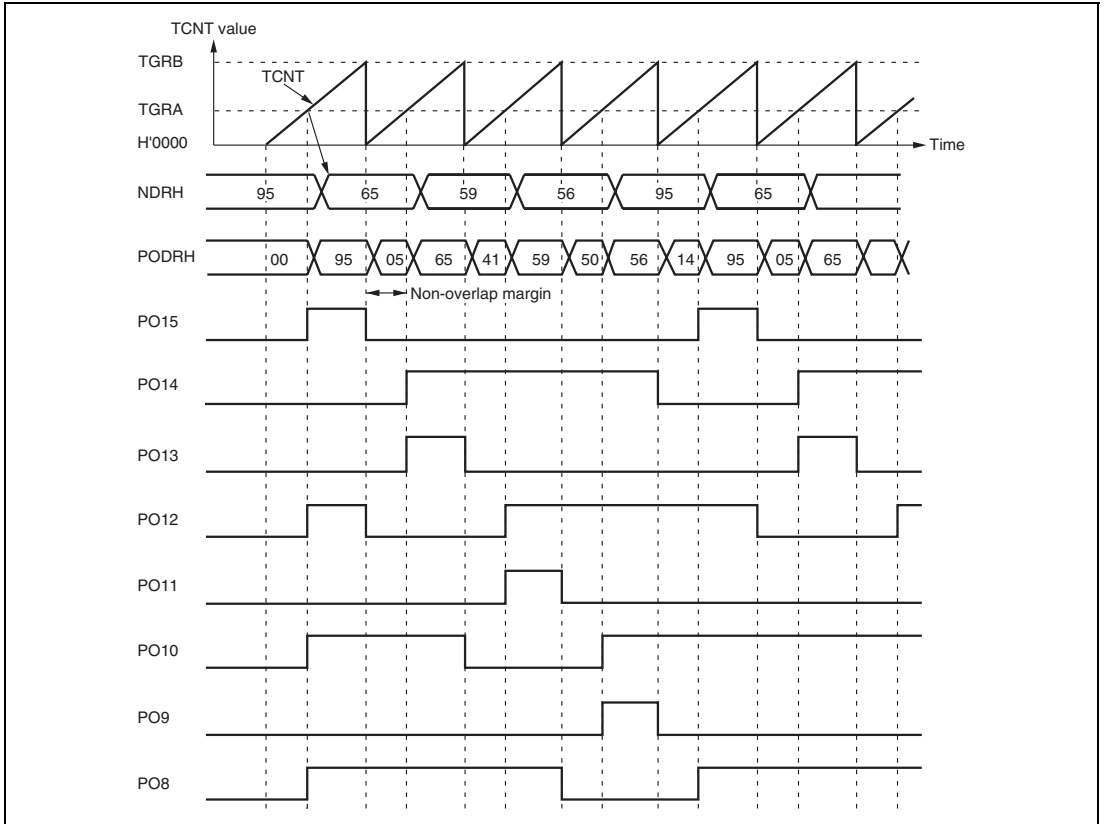 TCNT value
TGRB
TCNT
TGRA
H'0000
Time
NDRH 95 65 59 56 95 65
PODRH 00 95 05 65 41 59 50 56 14 95 05 65
Non-overlap margin
PO15
PO14
PO13
PO12
PO11
PO10
PO9
PO8